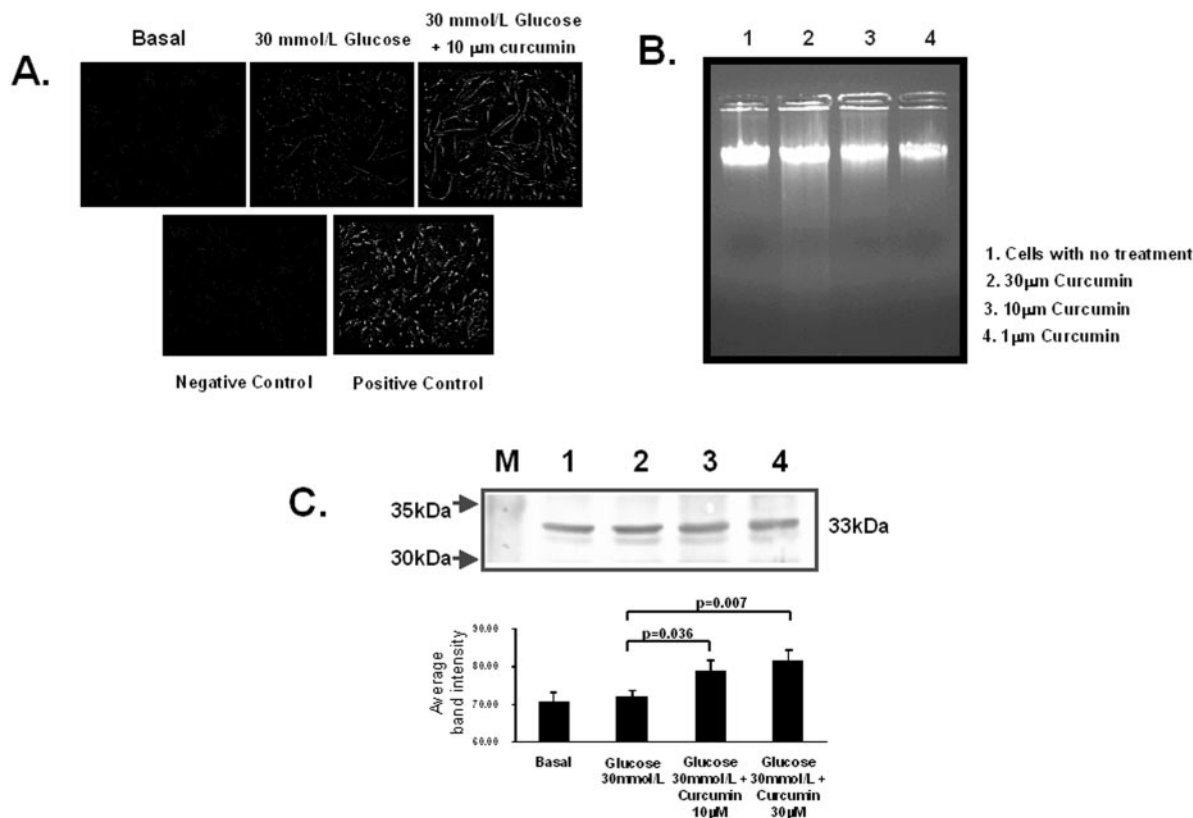 A.
Basal
30 mmol/L Glucose
30 mmol/L Glucose
+ 10 μm curcumin
Negative Control
Positive Control
B.
1 2 3 4
1. Cells with no treatment
2. 30μm Curcumin
3. 10μm Curcumin
4. 1μm Curcumin
C.
M 1 2 3 4
35kDa
33kDa
30kDa
p=0.007
p=0.036
Average
band intensity
90.00
80.00
70.00
60.00
Basal
Glucose
30mmol/L
Glucose
30mmol/L +
Curcumin
10μM
Glucose
30mmol/L +
Curcumin
30μM